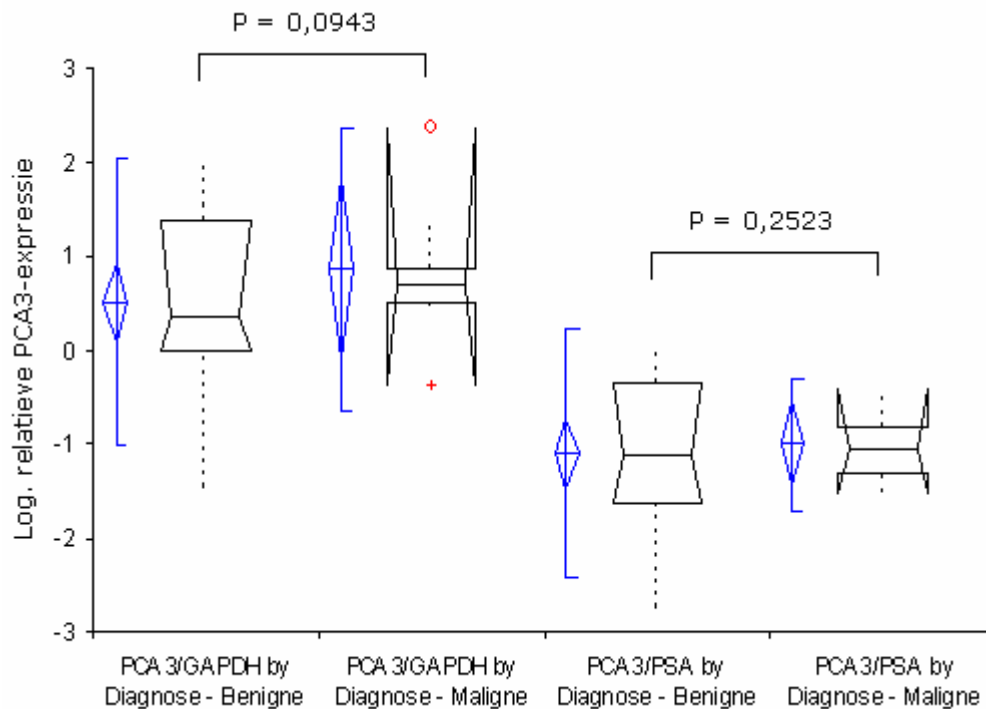 P = 0,0943
3
2
1
0
-1
-2
-3
Log. relatieve PCA3-expressie
P = 0,2523
PCA3/GAPDH by
Diagnose - Benigne
PCA3/GAPDH by
Diagnose - Maligne
PCA3/PSA by
Diagnose - Benigne
PCA3/PSA by
Diagnose - Maligne